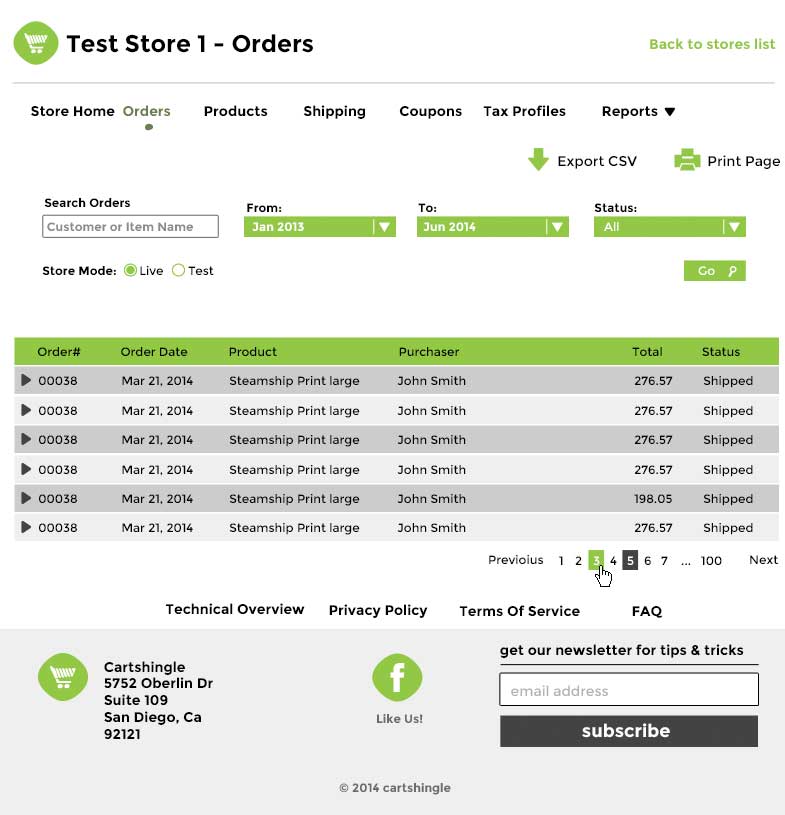 Test Store 1 - Orders
Back to stores list
Store Home Orders Products Shipping Coupons Tax Profiles Reports
Export CSV Print Page
Search Orders From: To: Status:
Customer or Item Name Jan 2013 Jun 2014 All
Store Mode: Live Test Go
Order# Order Date Product Purchaser Total Status
00038 Mar 21, 2014 Steamship Print large John Smith 276.57 Shipped
00038 Mar 21, 2014 Steamship Print large John Smith 276.57 Shipped
00038 Mar 21, 2014 Steamship Print large John Smith 276.57 Shipped
00038 Mar 21, 2014 Steamship Print large John Smith 276.57 Shipped
00038 Mar 21, 2014 Steamship Print large John Smith 198.05 Shipped
00038 Mar 21, 2014 Steamship Print large John Smith 276.57 Shipped
Previoius 1 2 3 4 5 6 7 ... 100 Next
Technical Overview Privacy Policy Terms Of Service FAQ
Cartshingle
5752 Oberlin Dr
Suite 109
San Diego, Ca
92121
f
Like Us!
get our newsletter for tips & tricks
email address
subscribe
© 2014 cartshingle